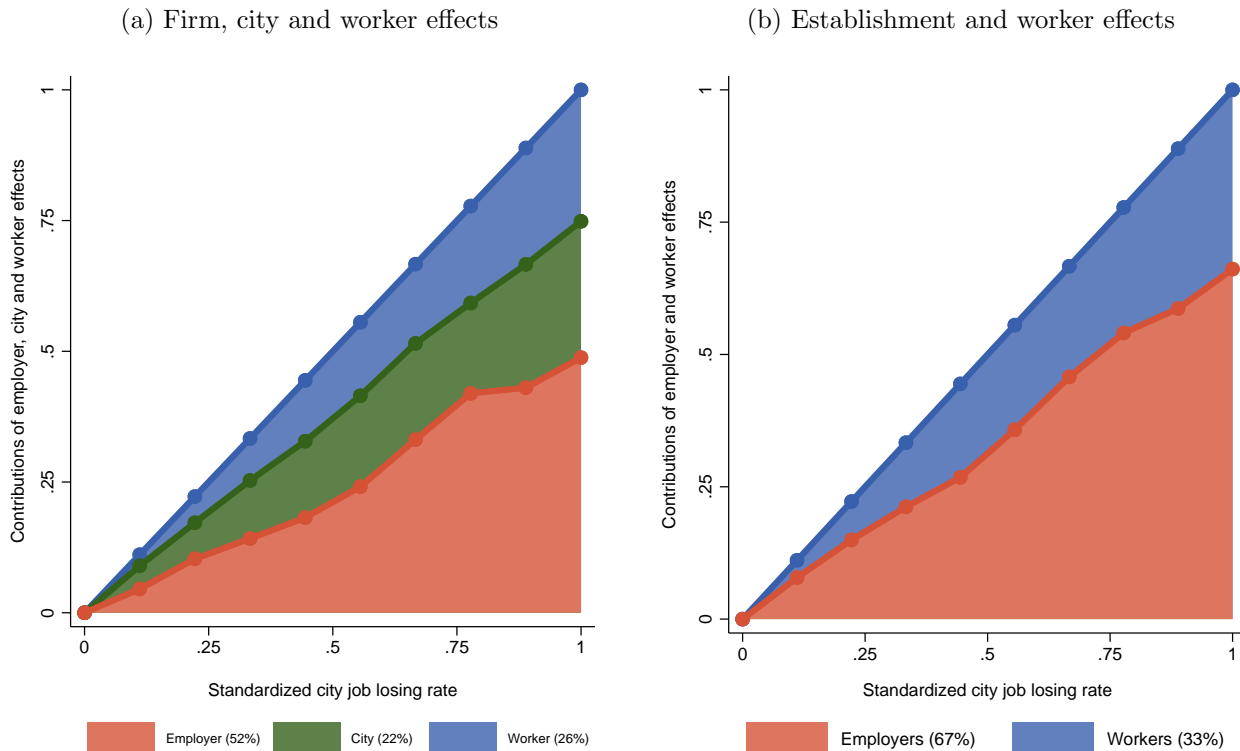 (a) Firm, city and worker effects
Contributions of employer, city and worker effects
1
.75
.5
.25
0
0 .25 .5 .75 1
Standardized city job losing rate
Employer (52%) City (22%) Worker (26%)
(b) Establishment and worker effects
Contributions of employer and worker effects
1
.75
.5
.25
0
0 .25 .5 .75 1
Standardized city job losing rate
Employers (67%) Workers (33%)